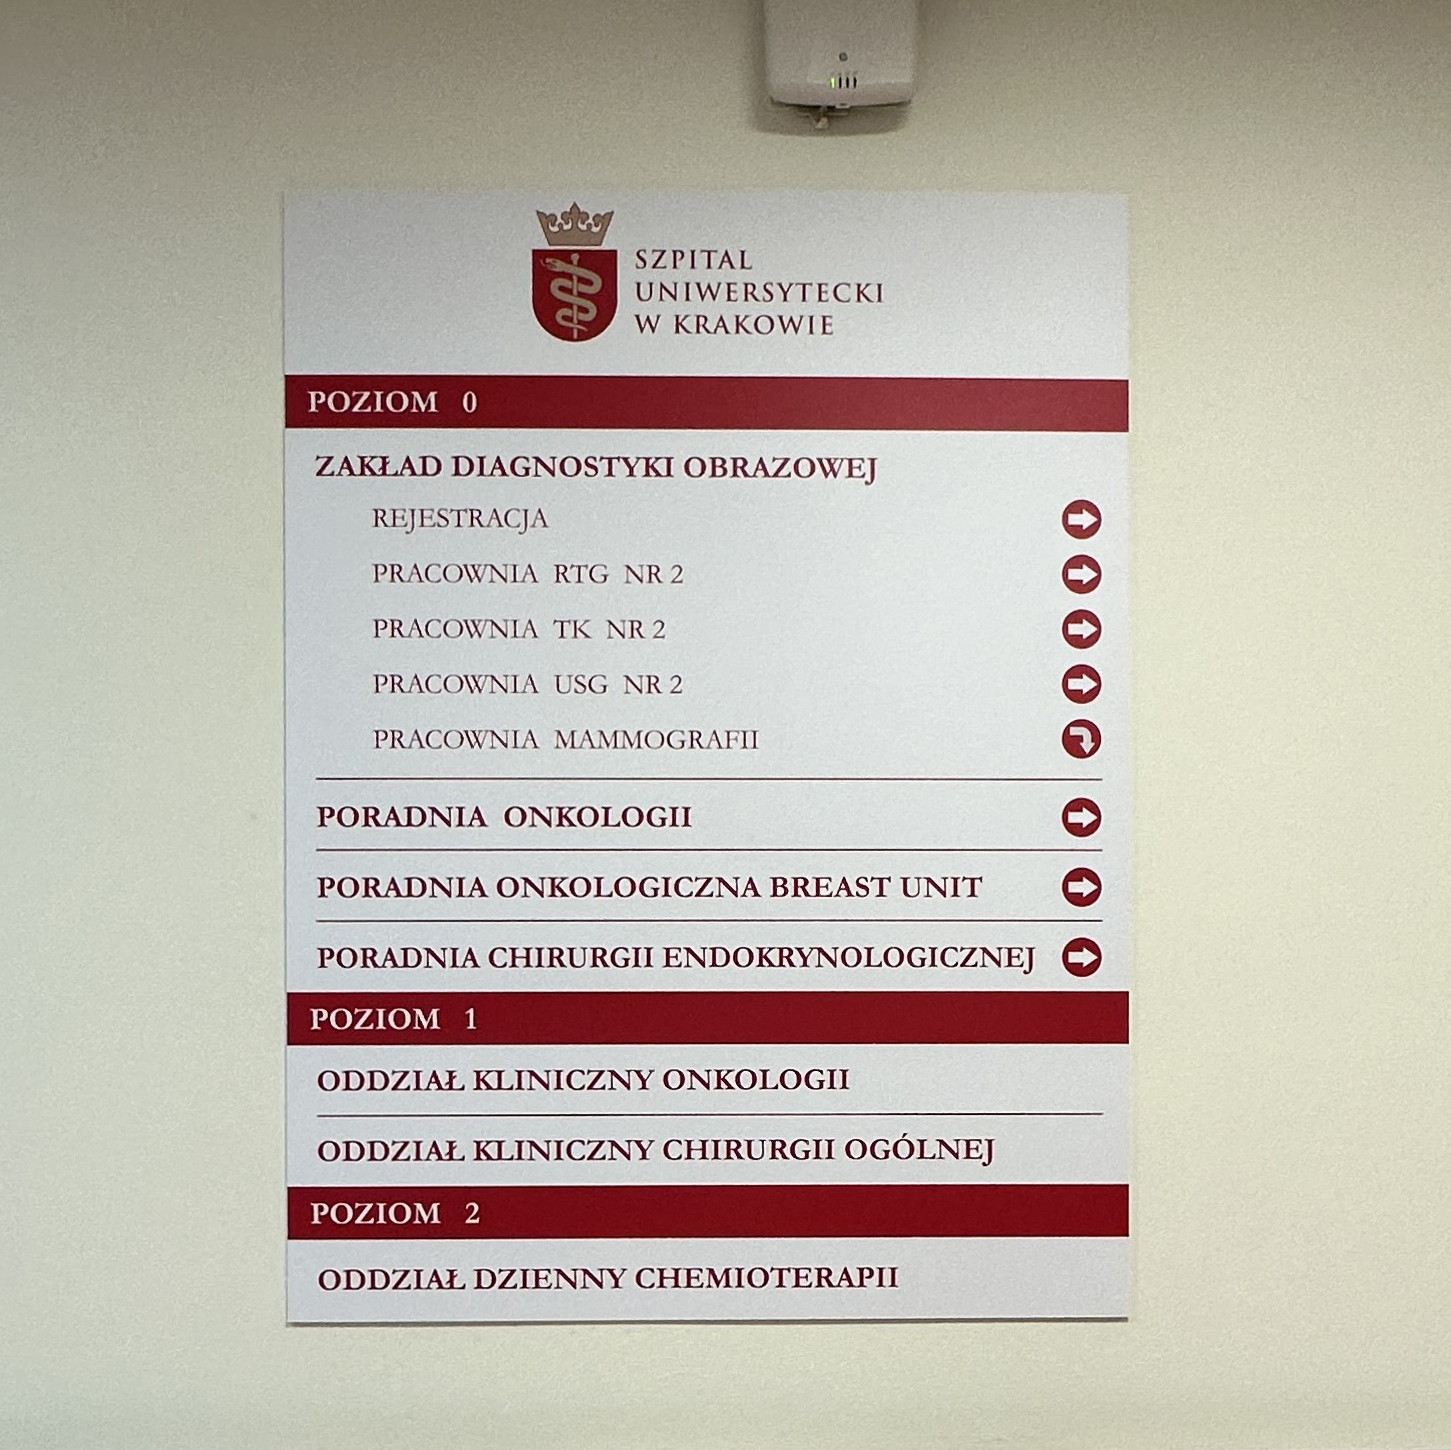 SZPITAL
UNIWERSYTECKI
W KRAKOWIE
POZIOM 0
ZAKŁAD DIAGNOSTYKI OBRAZOWEJ
REJESTRACJA
PRACOWNIA RTG NR 2
PRACOWNIA TK NR 2
PRACOWNIA USG NR 2
PRACOWNIA MAMMOGRAFII
PORADNIA ONKOLOGII
PORADNIA ONKOLOGICZNA BREAST UNIT
PORADNIA CHIRURGII ENDOKRYNOLOGICZNEJ
POZIOM 1
ODDZIAŁ KLINICZNY ONKOLOGII
ODDZIAŁ KLINICZNY CHIRURGII OGÓLNEJ
POZIOM 2
ODDZIAŁ DZIENNY CHEMIOTERAPII